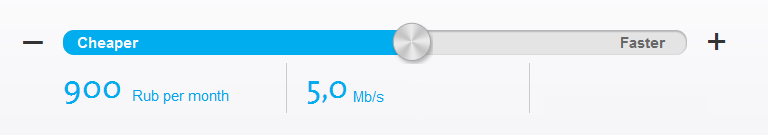 − Cheaper Faster +
900 Rub per month 5,0 Mb/s